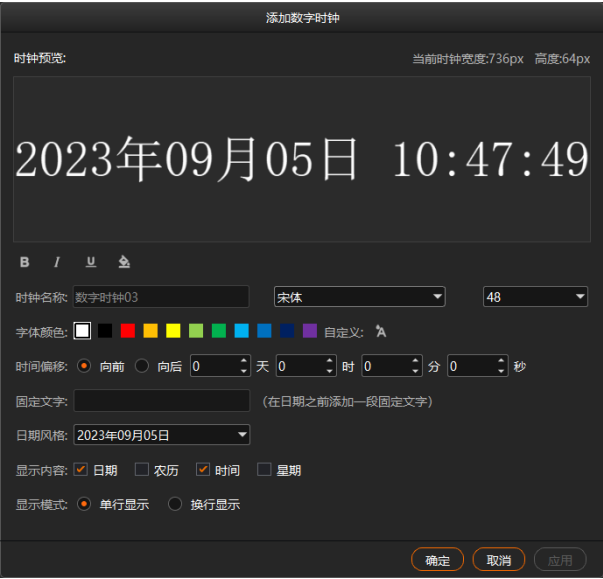 添加数字时钟
时钟预览: 当前时钟宽度:736px 高度:64px
2023年09月05日 10:47:49
B I U
时钟名称: 数字时钟03 宋体 48
字体颜色: 自定义: A
时间偏移: 向前 向后 0 天 0 时 0 分 0 秒
固定文字: (在日期之前添加一段固定文字)
日期风格: 2023年09月05日
显示内容: 日期 农历 时间 星期
显示模式: 单行显示 换行显示
确定 取消 应用